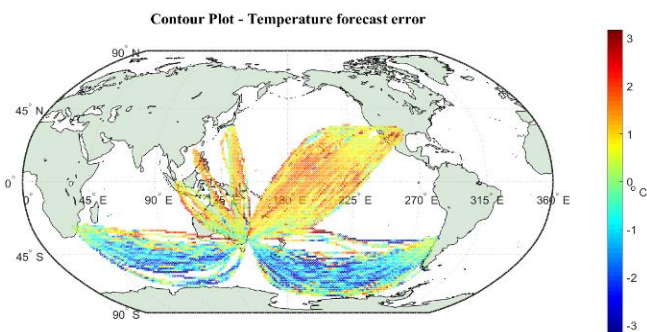 Contour Plot - Temperature forecast error
90° N
45° N
0°
0° 45° E 90° E 135° E 180° E 225° E 270° E 315° E 360° E
45° S
90° S
3
2
1
0
-1
-2
-3
°C